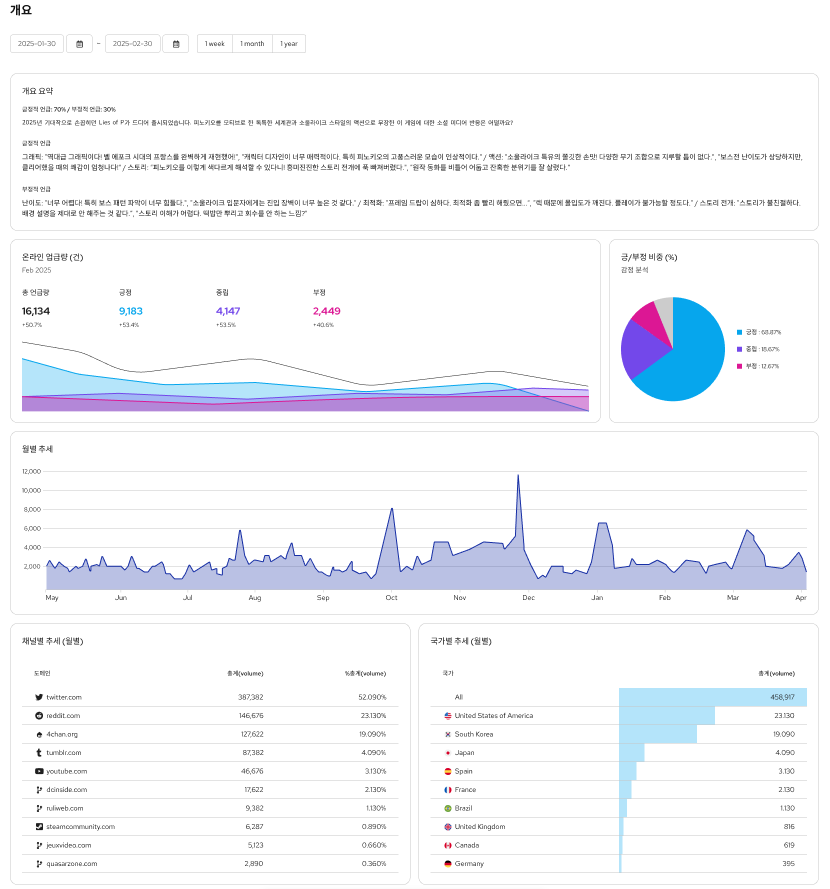 개요
2025-01-30 – 2025-02-30 1 week 1 month 1 year
개요 요약
긍정적 언급: 70% / 부정적 언급: 30%
2025년 기대작으로 손꼽히던 Lies of P가 드디어 출시되었습니다. 피노키오를 모티브로 한 독특한 세계관과 소울라이크 스타일의 액션으로 무장한 이 게임에 대한 소셜 미디어 반응은 어떨까요?
긍정적 언급
그래픽: "역대급 그래픽이다! 벨 에포크 시대의 프랑스를 완벽하게 재현했어!", "캐릭터 디자인이 너무 매력적이다. 특히 피노키오의 고풍스러운 모습이 인상적이다." / 액션: "소울라이크 특유의 쫄깃한 손맛! 다양한 무기 조합으로 지루할 틈이 없다.", "보스전 난이도가 상당하지만,
클리어했을 때의 쾌감이 엄청나다!" / 스토리: "피노키오를 이렇게 색다르게 해석할 수 있다니! 흥미진진한 스토리 전개에 푹 빠져버렸다.", "원작 동화를 비틀어 어둡고 잔혹한 분위기를 잘 살렸다."
부정적 언급
난이도: "너무 어렵다! 특히 보스 패턴 파악이 너무 힘들다.", "소울라이크 입문자에게는 진입 장벽이 너무 높은 것 같다." / 최적화: "프레임 드랍이 심하다. 최적화 좀 빨리 해줬으면...", "렉 때문에 몰입도가 깨진다. 플레이가 불가능할 정도다." / 스토리 전개: "스토리가 불친절하다.
배경 설명을 제대로 안 해주는 것 같다.", "스토리 이해가 어렵다. 떡밥만 뿌리고 회수를 안 하는 느낌?"
온라인 언급량 (건)
Feb 2025
총 언급량 긍정 중립 부정
16,134 9,183 4,147 2,449
+50.7% +53.4% +53.5% +40.6%
긍/부정 비중 (%)
감정 분석
긍정 : 68.87%
중립 : 18.67%
부정 : 12.67%
월별 추세
12,000
10,000
8,000
6,000
4,000
2,000
May Jun Jul Aug Sep Oct Nov Dec Jan Feb Mar Apr
채널별 추세 (월별)
도메인 총계(volume) %총계(volume)
twitter.com 387,382 52.090%
reddit.com 146,676 23.130%
4chan.org 127,622 19.090%
tumblr.com 87,382 4.090%
youtube.com 46,676 3.130%
dcinside.com 17,622 2.130%
ruliweb.com 9,382 1.130%
steamcommunity.com 6,287 0.890%
jeuxvideo.com 5,123 0.660%
quasarzone.com 2,890 0.360%
국가별 추세 (월별)
국가 총계(volume)
All 458,917
United States of America 23.130
South Korea 19.090
Japan 4.090
Spain 3.130
France 2.130
Brazil 1.130
United Kingdom 816
Canada 619
Germany 395